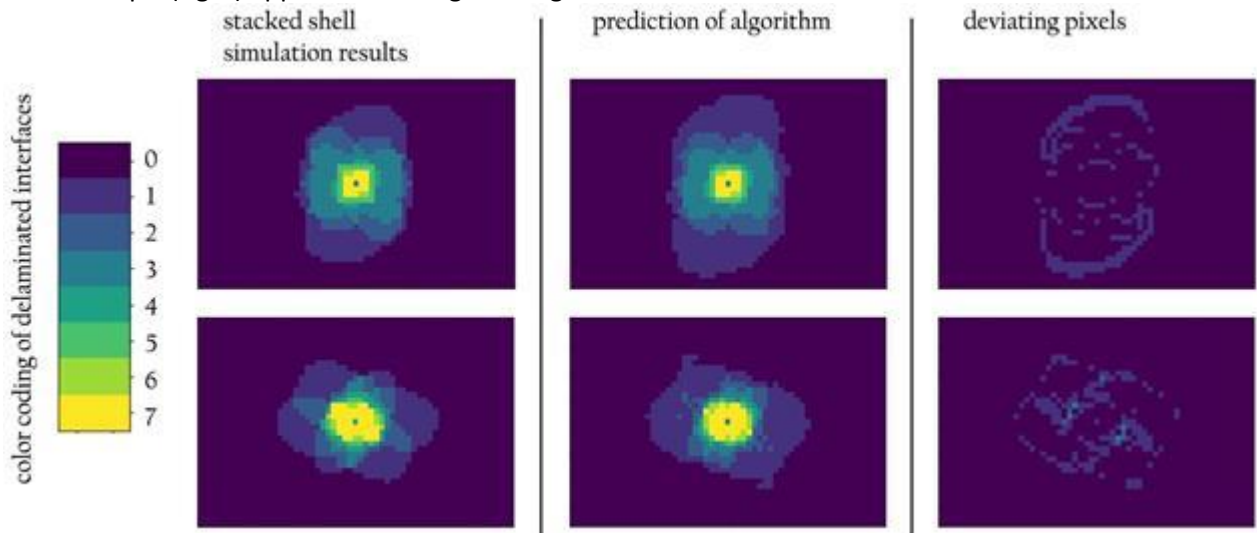 stacked shell
simulation results
prediction of algorithm
deviating pixels
color coding of delaminated interfaces
0
1
2
3
4
5
6
7